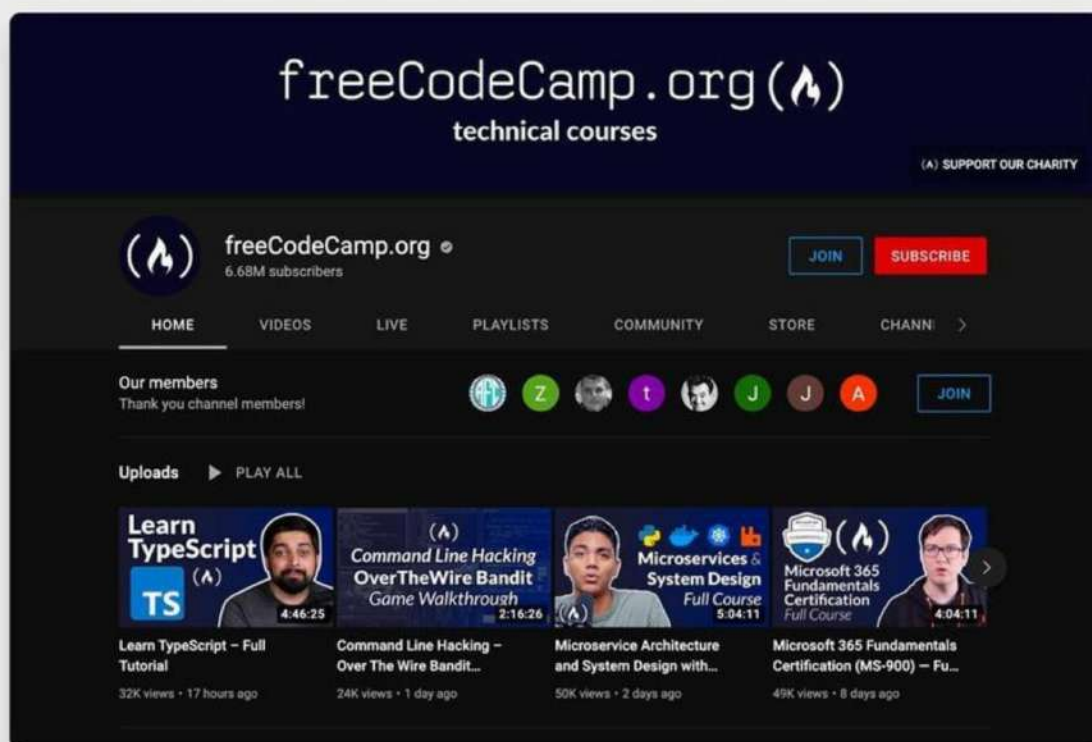 freeCodeCamp.org(🔥)
technical courses
(🔥) SUPPORT OUR CHARITY
freeCodeCamp.org
6.68M subscribers
JOIN
SUBSCRIBE
HOME VIDEOS LIVE PLAYLISTS COMMUNITY STORE CHANN
Our members
Thank you channel members!
Z t J J A
JOIN
Uploads PLAY ALL
Learn
TypeScript
TS
4:46:25
Command Line Hacking
OverTheWire Bandit
Game Walkthrough
2:16:26
Microservices &
System Design
Full Course
5:04:11
Microsoft 365
Fundamentals
Certification
Full Course
4:04:11
Learn TypeScript – Full
Tutorial
32K views • 17 hours ago
Command Line Hacking –
Over The Wire Bandit...
24K views • 1 day ago
Microservice Architecture
and System Design with...
50K views • 2 days ago
Microsoft 365 Fundamentals
Certification (MS-900) — Fu...
49K views • 8 days ago